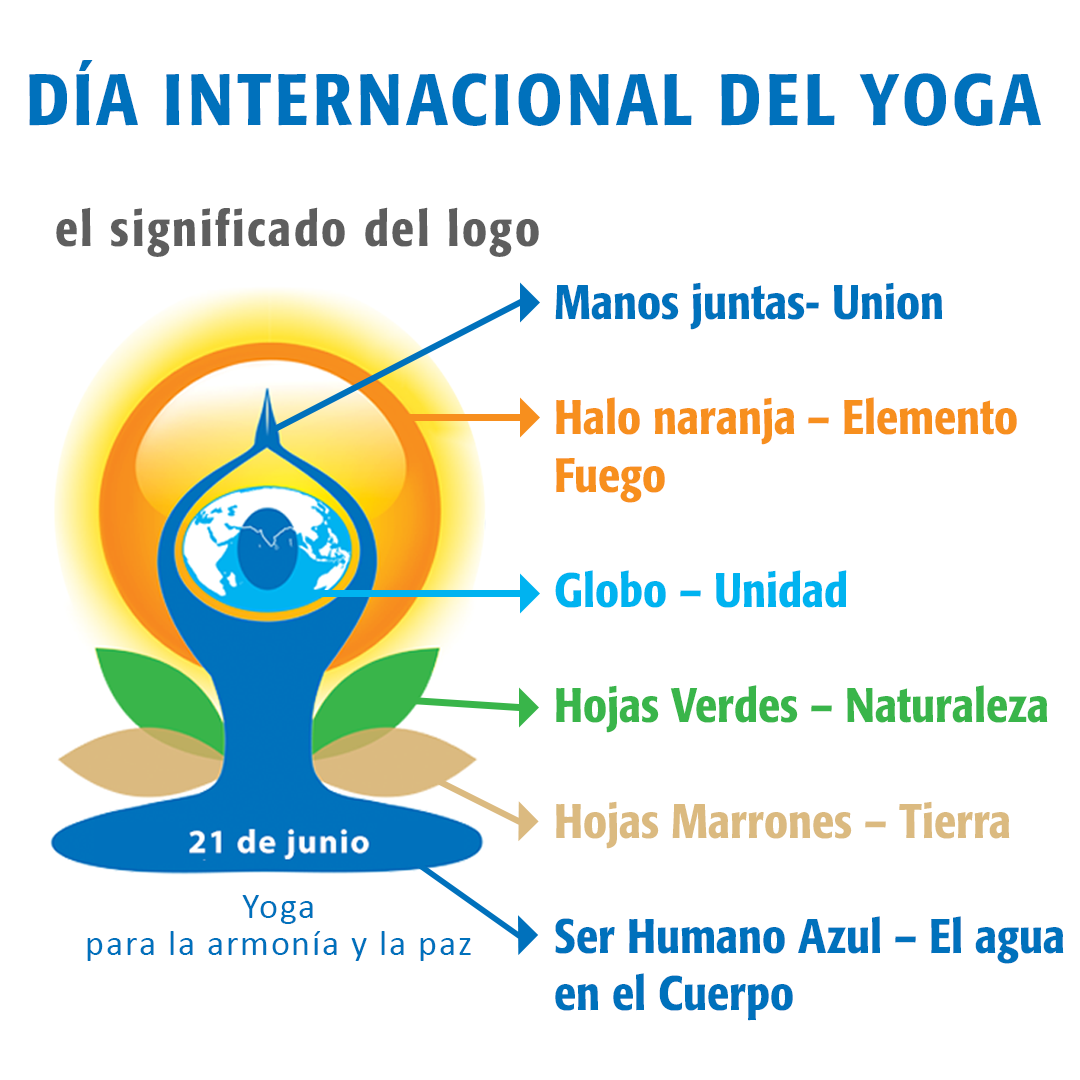 DÍA INTERNACIONAL DEL YOGA
el significado del logo
Manos juntas- Union
Halo naranja – Elemento
Fuego
Globo – Unidad
Hojas Verdes – Naturaleza
Hojas Marrones – Tierra
21 de junio
Yoga
para la armonía y la paz
Ser Humano Azul – El agua
en el Cuerpo